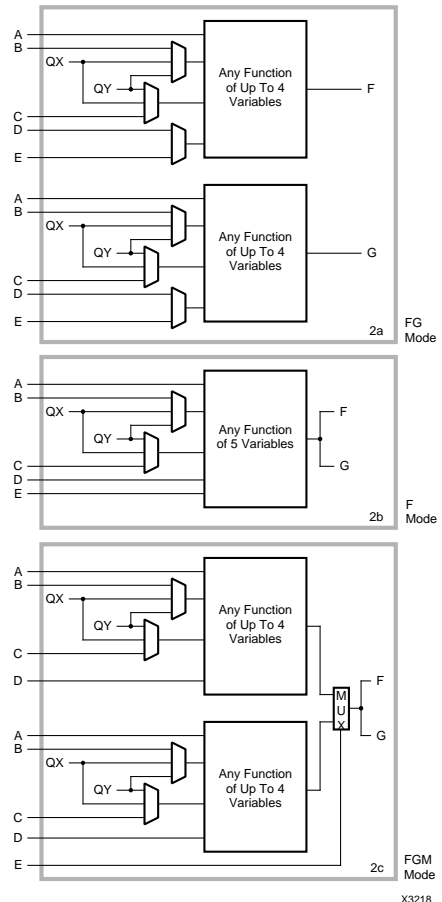 A
B
QX
QY
C
D
E
Any Function
of Up To 4
Variables
F
A
B
QX
QY
C
D
E
Any Function
of Up To 4
Variables
G
2a
FG
Mode
A
B
QX
QY
C
D
E
Any Function
of 5 Variables
F
G
2b
F
Mode
A
B
QX
QY
C
D
Any Function
of Up To 4
Variables
M
U
X
F
G
A
B
QX
QY
C
D
E
Any Function
of Up To 4
Variables
2c
FGM
Mode
X3218